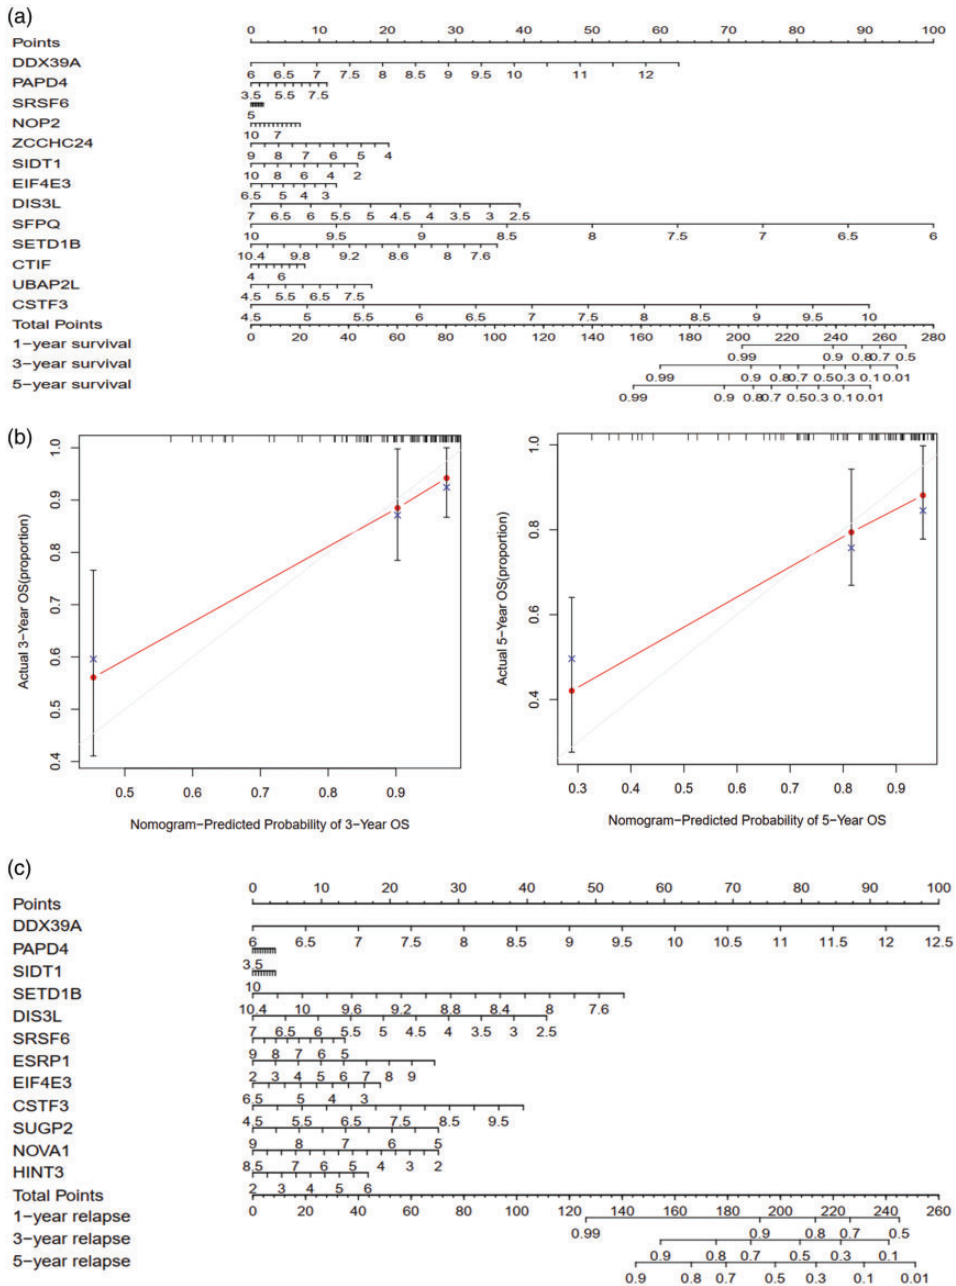 (a)
0 10 20 30 40 50 60 70 80 90 100
Points
DDX39A
6 6.5 7 7.5 8 8.5 9 9.5 10 11 12
PAPD4
3.5 5.5 7.5
SRSF6
5
NOP2
10 7
ZCCHC24
9 8 7 6 5 4
SIDT1
10 8 6 4 2
EIF4E3
6.5 5 4 3
DIS3L
7 6.5 6 5.5 5 4.5 4 3.5 3 2.5
SFPQ
10 9.5 9 8.5 8 7.5 7 6.5 6
SETD1B
10.4 9.8 9.2 8.6 8 7.6
CTIF
4 6
UBAP2L
4.5 5.5 6.5 7.5
CSTF3
4.5 5 5.5 6 6.5 7 7.5 8 8.5 9 9.5 10
Total Points
0 20 40 60 80 100 120 140 160 180 200 220 240 260 280
1-year survival
0.99 0.9 0.8 0.7 0.5
3-year survival
0.99 0.9 0.8 0.7 0.5 0.3 0.1 0.01
5-year survival
0.99 0.9 0.8 0.7 0.5 0.3 0.1 0.01
(b)
Actual 3-Year OS(proportion)
0.4 0.5 0.6 0.7 0.8 0.9 1.0
0.5 0.6 0.7 0.8 0.9
Nomogram-Predicted Probability of 3-Year OS
Actual 5-Year OS(proportion)
0.4 0.6 0.8 1.0
0.3 0.4 0.5 0.6 0.7 0.8 0.9
Nomogram-Predicted Probability of 5-Year OS
(c)
0 10 20 30 40 50 60 70 80 90 100
Points
DDX39A
6 6.5 7 7.5 8 8.5 9 9.5 10 10.5 11 11.5 12 12.5
PAPD4
3.5
SIDT1
10
SETD1B
10.4 10 9.6 9.2 8.8 8.4 8 7.6
DIS3L
7 6.5 6 5.5 5 4.5 4 3.5 3 2.5
SRSF6
9 8 7 6 5
ESRP1
2 3 4 5 6 7 8 9
EIF4E3
6.5 5 4 3
CSTF3
4.5 5.5 6.5 7.5 8.5 9.5
SUGP2
9 8 7 6 5
NOVA1
8.5 7 6 5 4 3 2
HINT3
2 3 4 5 6
Total Points
0 20 40 60 80 100 120 140 160 180 200 220 240 260
1-year relapse
0.99 0.9 0.8 0.7 0.5
3-year relapse
0.9 0.8 0.7 0.5 0.3 0.1
5-year relapse
0.9 0.8 0.7 0.5 0.3 0.1 0.01